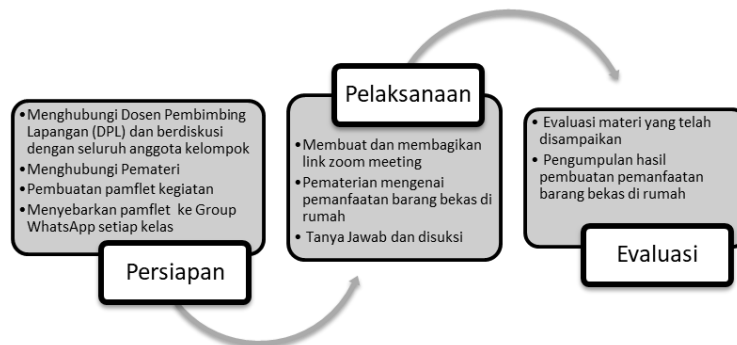 •Menghubungi Dosen Pembimbing
Lapangan (DPL) dan berdiskusi
dengan seluruh anggota kelompok
•Menghubungi Pemateri
•Pembuatan pamflet kegiatan
•Menyebarkan pamflet ke Group
WhatsApp setiap kelas
Persiapan
Pelaksanaan
•Membuat dan membagikan
link zoom meeting
•Pematerian mengenai
pemanfaatan barang bekas di
rumah
• Tanya Jawab dan disuksi
• Evaluasi materi yang telah
disampaikan
• Pengumpulan hasil
pembuatan pemanfaatan
barang bekas di rumah
Evaluasi